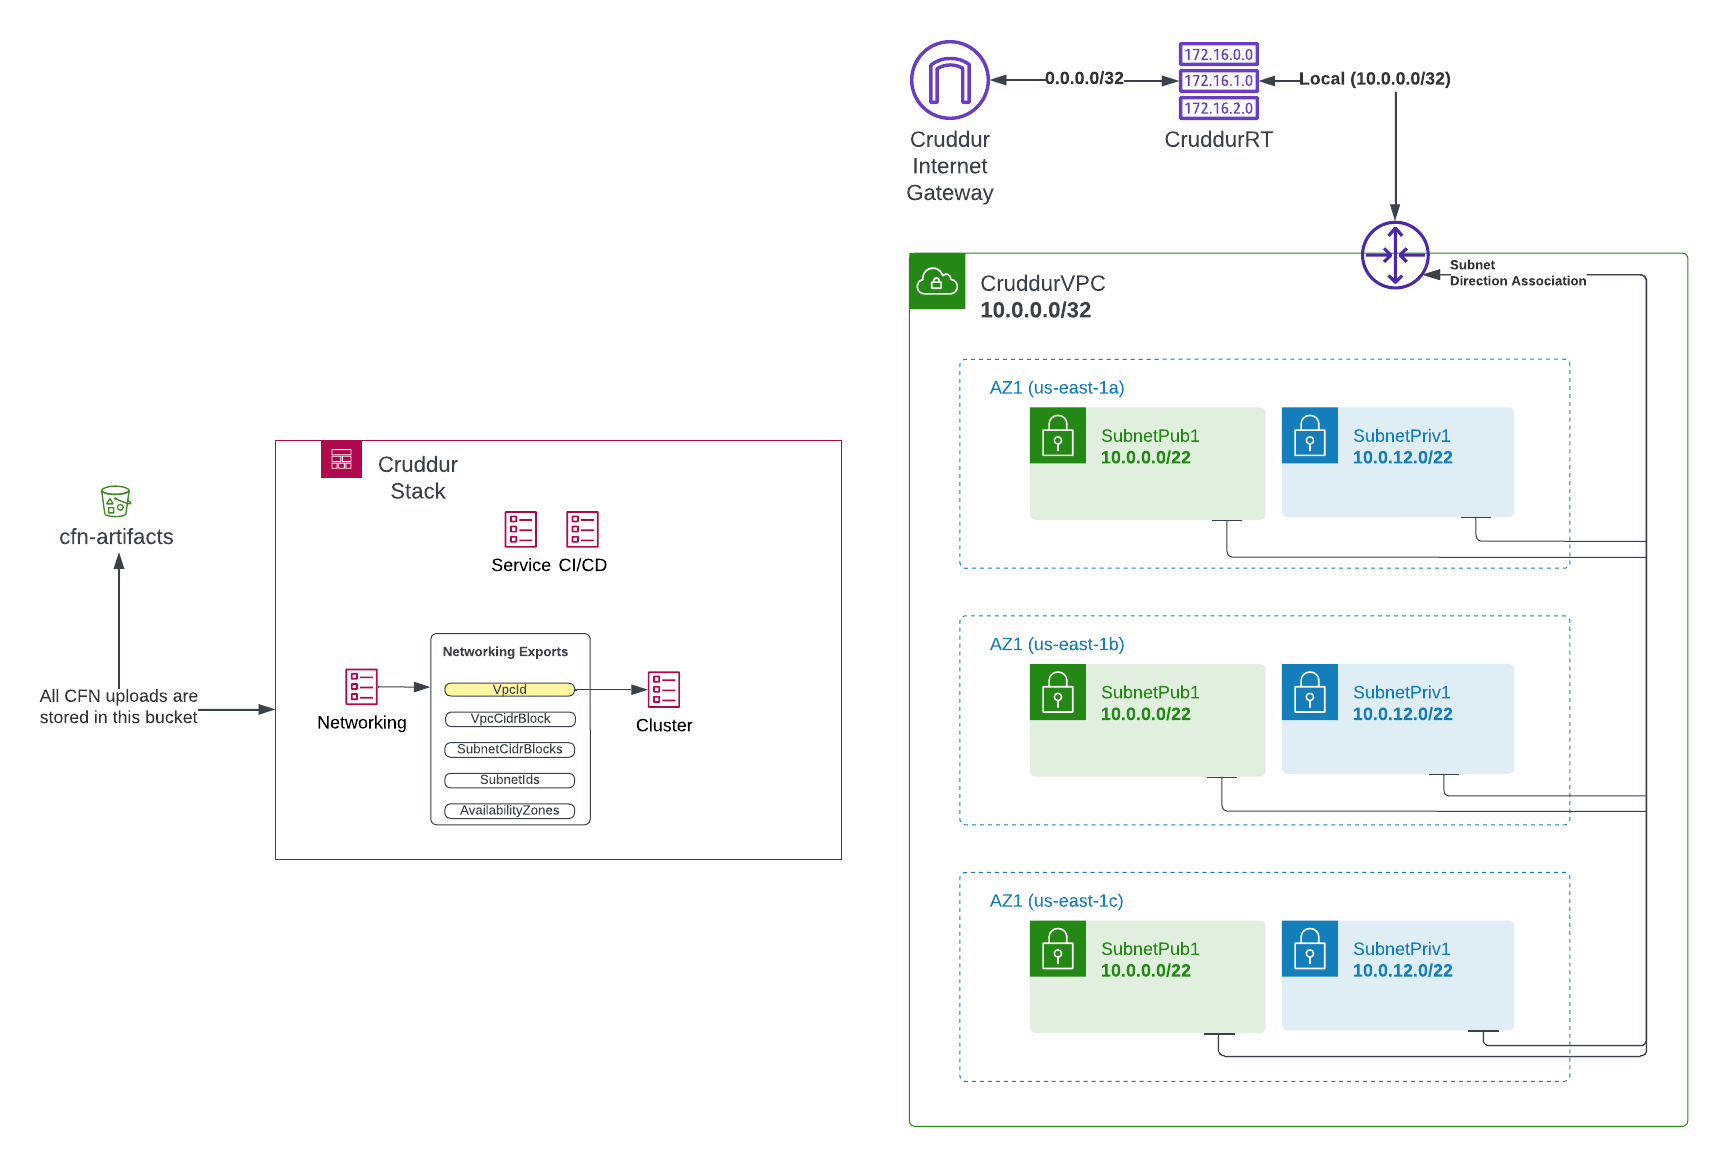 172.16.0.0
172.16.1.0
172.16.2.0
0.0.0.0/32
Local (10.0.0.0/32)
Cruddur
Internet
Gateway
CruddurRT
Subnet
Direction Association
CruddurVPC
10.0.0.0/32
AZ1 (us-east-1a)
SubnetPub1
10.0.0.0/22
SubnetPriv1
10.0.12.0/22
AZ1 (us-east-1b)
SubnetPub1
10.0.0.0/22
SubnetPriv1
10.0.12.0/22
AZ1 (us-east-1c)
SubnetPub1
10.0.0.0/22
SubnetPriv1
10.0.12.0/22
Cruddur
Stack
cfn-artifacts
All CFN uploads are
stored in this bucket
Service
CI/CD
Networking
Networking Exports
VpcId
VpcCidrBlock
SubnetCidrBlocks
SubnetIds
AvailabilityZones
Cluster